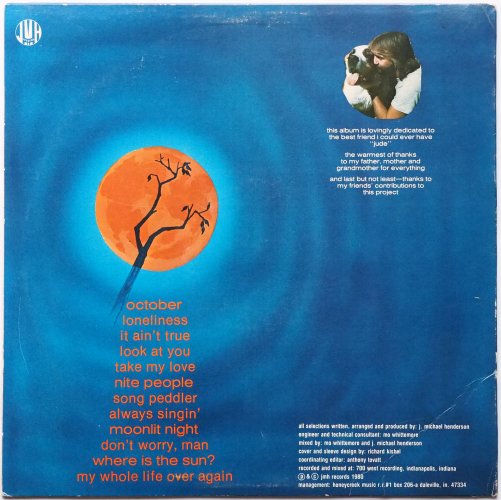 JMH
this album is lovingly dedicated to
the best friend i could ever have
"jude"
the warmest of thanks
to my father, mother and
grandmother for everything
and last but not least—thanks to
my friends' contributions to
this project
october
loneliness
it ain't true
look at you
take my love
nite people
song peddler
always singin'
moonlit night
don't worry, man
where is the sun?
my whole life over again
all selections written, arranged and produced by: j. michael henderson
engineer and technical consultant: mo whittemore
mixed by: mo whittemore and j. michael henderson
cover and sleeve design by: richard kishel
coordinating editor: anthony lovatt
recorded and mixed at: 700 west recording, indianapolis, indiana
℗ & © jmh records 1980
management: honeycreek music r.r.#1 box 206-a daleville, in. 47334